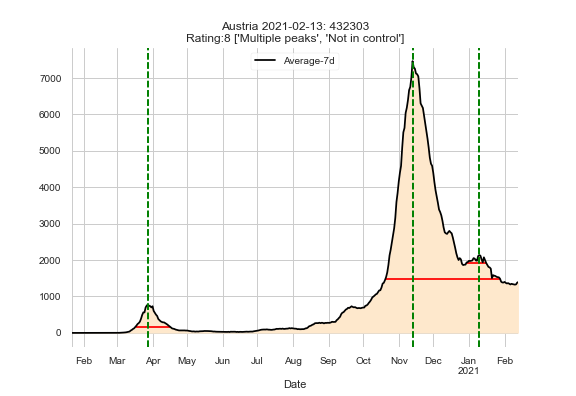 Austria 2021-02-13: 432303
Rating:8 ['Multiple peaks', 'Not in control']
Average-7d
7000
6000
5000
4000
3000
2000
1000
0
Feb Mar Apr May Jun Jul Aug Sep Oct Nov Dec Jan Feb
2021
Date